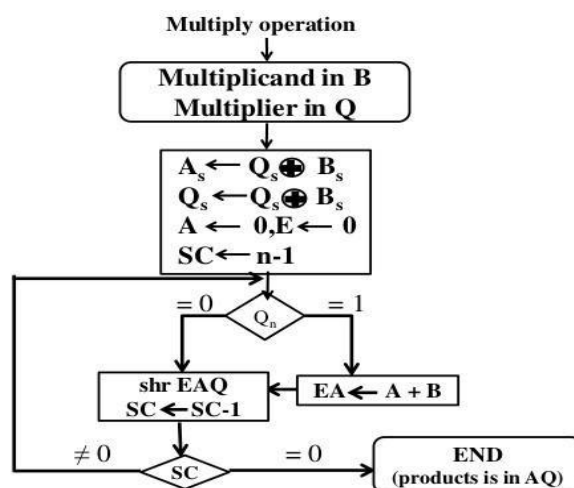 Multiply operation
Multiplicand in B
Multiplier in Q
Aₛ ← Qₛ ⊕ Bₛ
Qₛ ← Qₛ ⊕ Bₛ
A ← 0,E ← 0
SC ← n-1
= 0
= 1
Qₙ
shr EAQ
SC ← SC-1
EA ← A + B
≠ 0
SC
= 0
END
(products is in AQ)